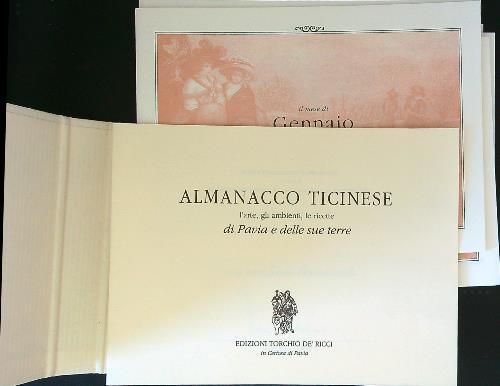 il mese di
Gennaio
ALMANACCO TICINESE
l'arte, gli ambienti, le ricette
di Pavia e delle sue terre
EDIZIONI TORCHIO DE' RICCI
in Certosa di Pavia